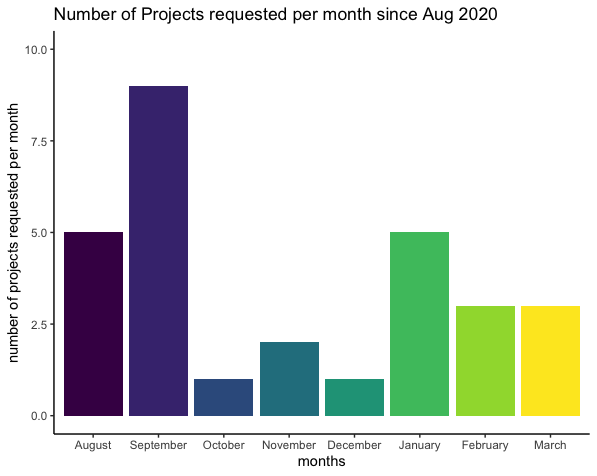 Number of Projects requested per month since Aug 2020
number of projects requested per month
10.0
7.5
5.0
2.5
0.0
August September October November December January February March
months